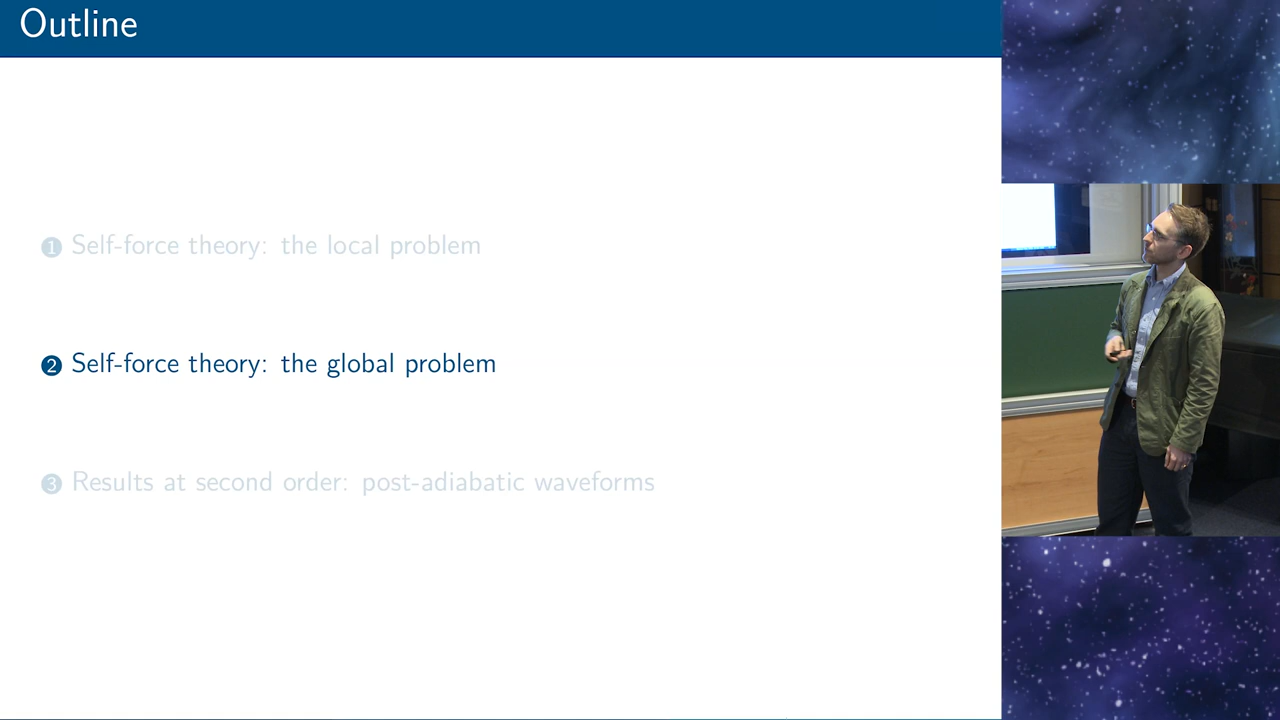 Outline
1 Self-force theory: the local problem
2 Self-force theory: the global problem
3 Results at second order: post-adiabatic waveforms